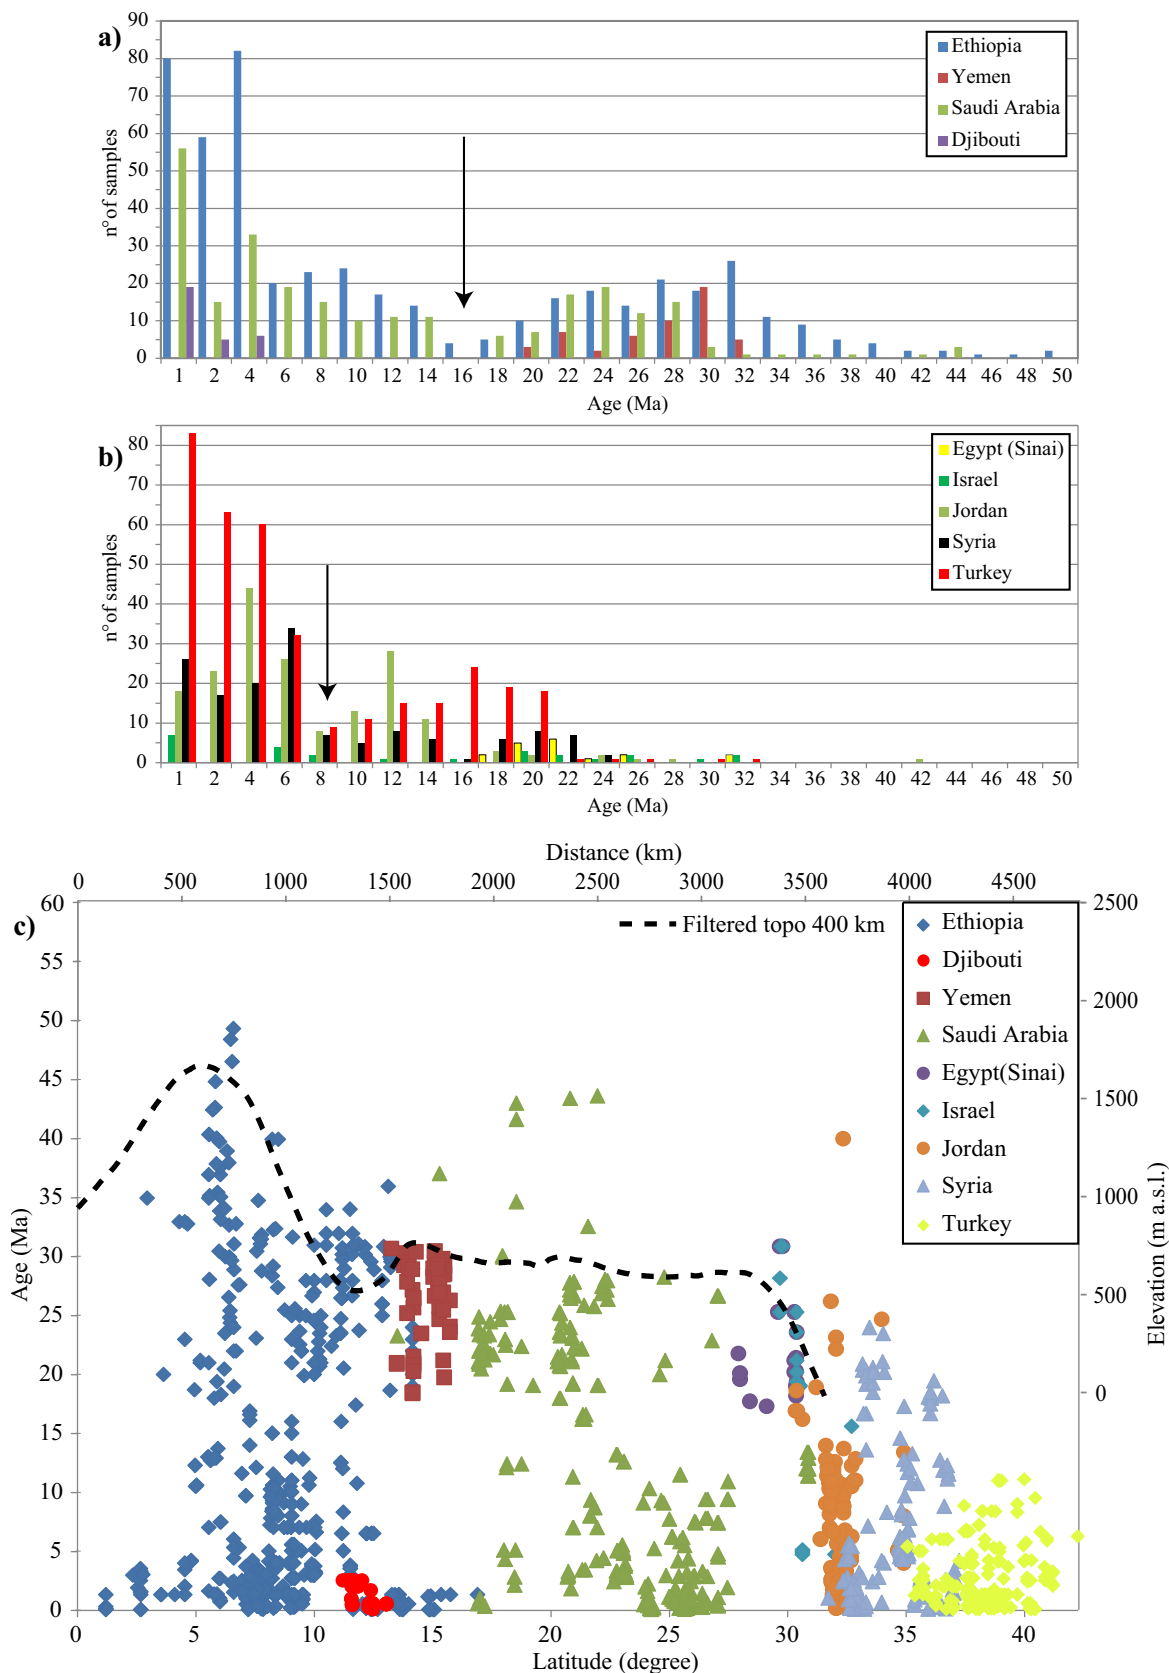 a)
90
80
70
60
50
40
30
20
10
0
n° of samples
Ethiopia
Yemen
Saudi Arabia
Djibouti
1 2 4 6 8 10 12 14 16 18 20 22 24 26 28 30 32 34 36 38 40 42 44 46 48 50
Age (Ma)
b)
80
70
60
50
40
30
20
10
0
n° of samples
Egypt (Sinai)
Israel
Jordan
Syria
Turkey
1 2 4 6 8 10 12 14 16 18 20 22 24 26 28 30 32 34 36 38 40 42 44 46 48 50
Age (Ma)
Distance (km)
0 500 1000 1500 2000 2500 3000 3500 4000 4500
c)
60
55
50
45
40
35
30
25
20
15
10
5
0
Age (Ma)
Filtered topo 400 km
Ethiopia
Djibouti
Yemen
Saudi Arabia
Egypt(Sinai)
Israel
Jordan
Syria
Turkey
2500
2000
1500
1000
500
0
Elevation (m a.s.l.)
0 5 10 15 20 25 30 35 40
Latitude (degree)